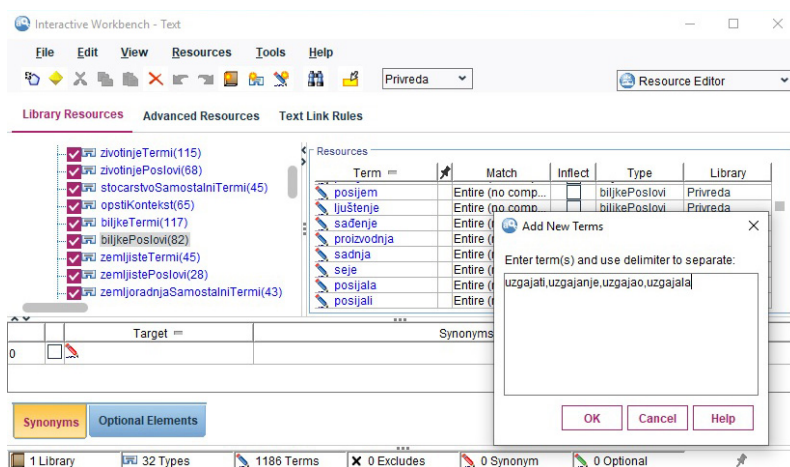 Interactive Workbench - Text
File Edit View Resources Tools Help
Privreda
Resource Editor
Library Resources Advanced Resources Text Link Rules
zivotinjeTermi(115)
zivotinjePoslovi(68)
stocarstvoSamostalniTermi(45)
opstiKontekst(65)
biljkeTermi(117)
biljkePoslovi(82)
zemljisteTermi(45)
zemljistePoslovi(28)
zemljoradnjaSamostalniTermi(43)
Resources
Term Match Inflect Type Library
posijem Entire (no comp... biljkePoslovi Privreda
ljuštenje Entire (no comp... biljkePoslovi Privreda
sađenje Entire (
proizvodnja Entire (
sadnja Entire (
seje Entire (
posijala Entire (
posijali Entire (
Add New Terms
Enter term(s) and use delimiter to separate:
uzgajati,uzgajanje,uzgajao,uzgajala
OK Cancel Help
Target Synonyms
0
Synonyms Optional Elements
1 Library 32 Types 1186 Terms 0 Excludes 0 Synonym 0 Optional